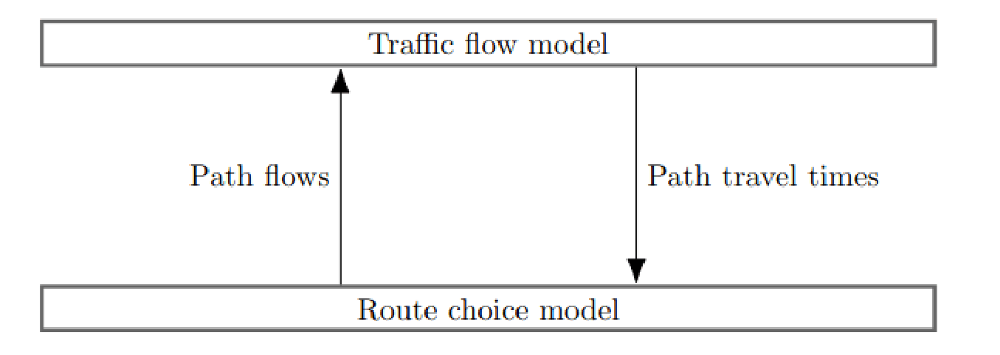 Traffic flow model
Path flows
Path travel times
Route choice model